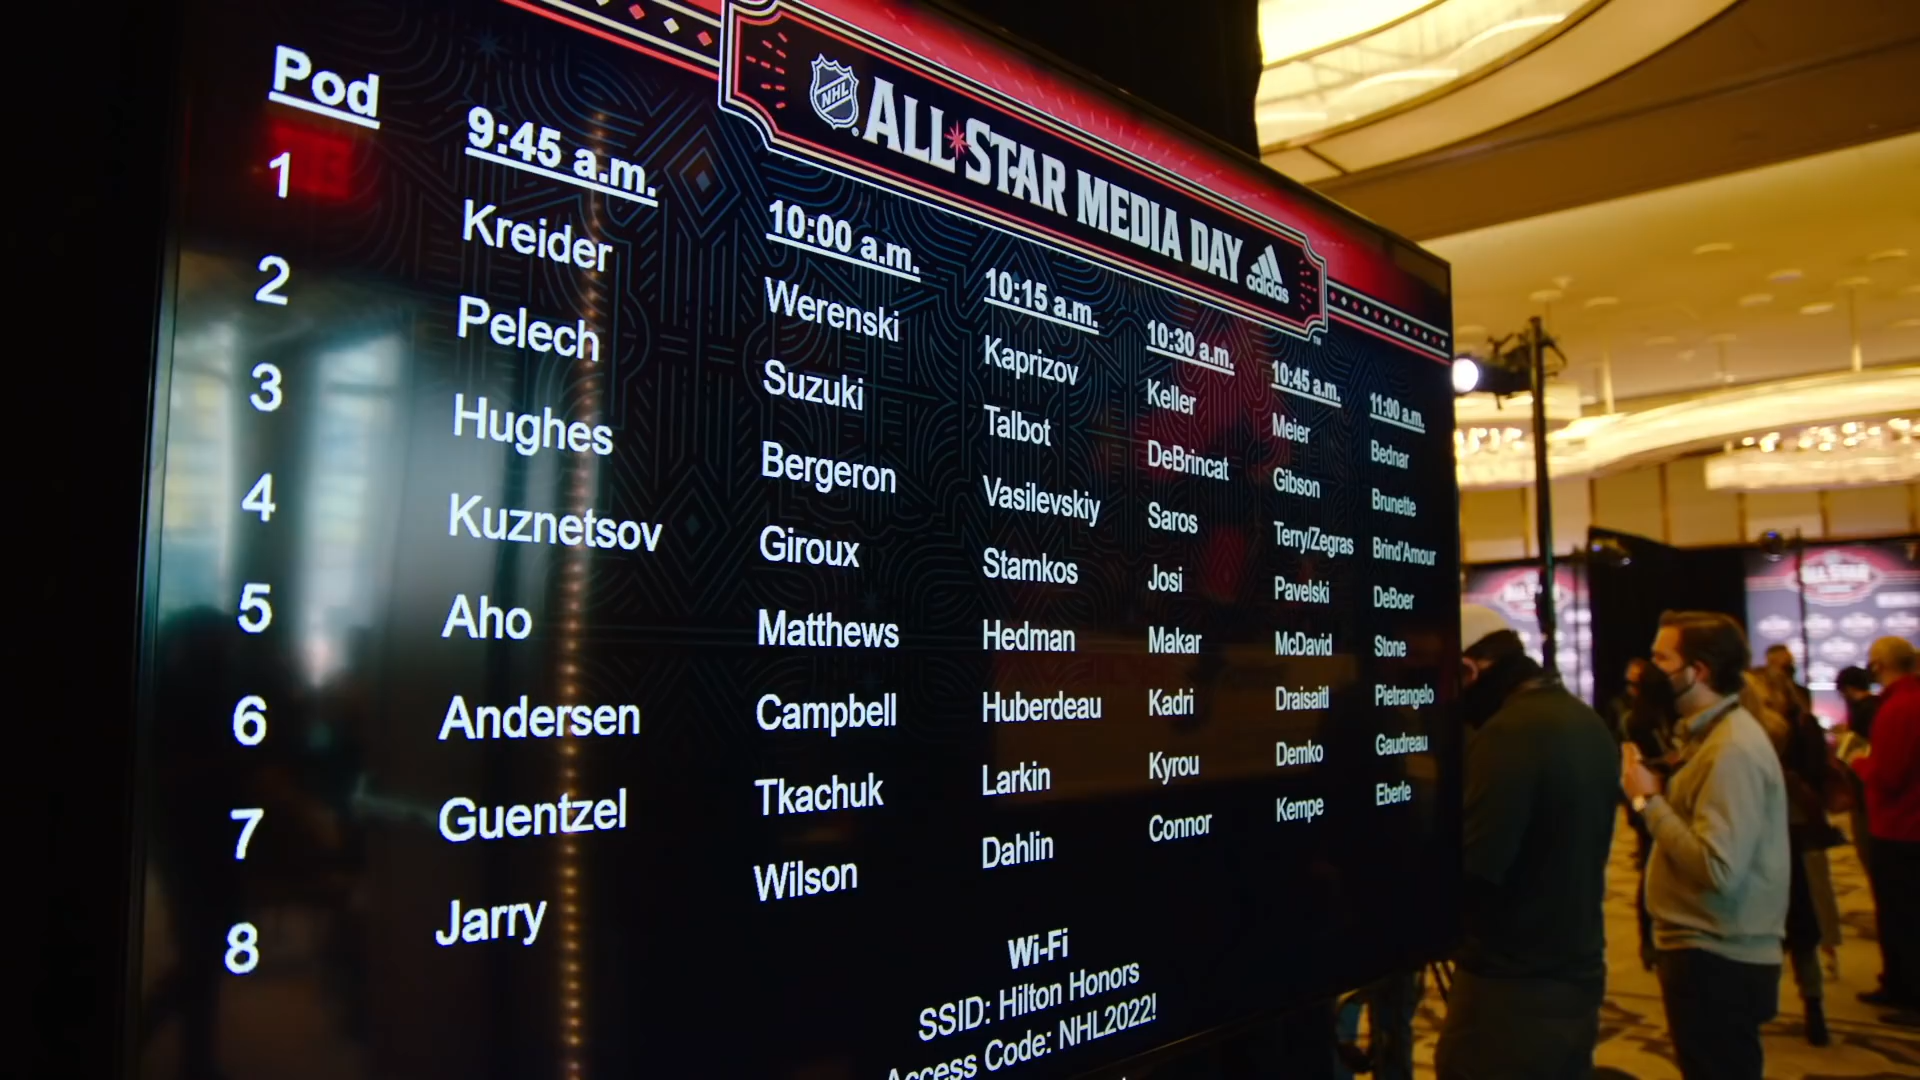 NHL ALL STAR MEDIA DAY adidas
Pod 9:45 a.m. 10:00 a.m. 10:15 a.m. 10:30 a.m. 10:45 a.m. 11:00 a.m.
1 Kreider Werenski Kaprizov Keller Meier Bednar
2 Pelech Suzuki Talbot DeBrincat Gibson Brunette
3 Hughes Bergeron Vasilevskiy Saros Terry/Zegras Brind'Amour
4 Kuznetsov Giroux Stamkos Josi Pavelski DeBoer
5 Aho Matthews Hedman Makar McDavid Stone
6 Andersen Campbell Huberdeau Kadri Draisaitl Pietrangelo
7 Guentzel Tkachuk Larkin Kyrou Demko Gaudreau
8 Jarry Wilson Dahlin Connor Kempe Eberle
Wi-Fi
SSID: Hilton Honors
Access Code: NHL2022!